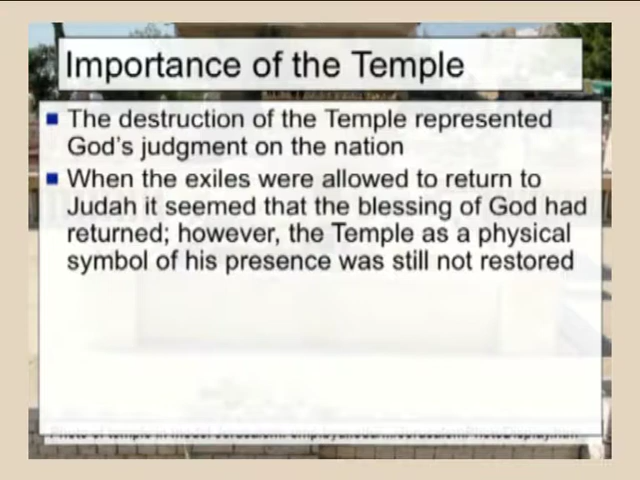 Importance of the Temple
The destruction of the Temple represented
God's judgment on the nation
When the exiles were allowed to return to
Judah it seemed that the blessing of God had
returned; however, the Temple as a physical
symbol of his presence was still not restored